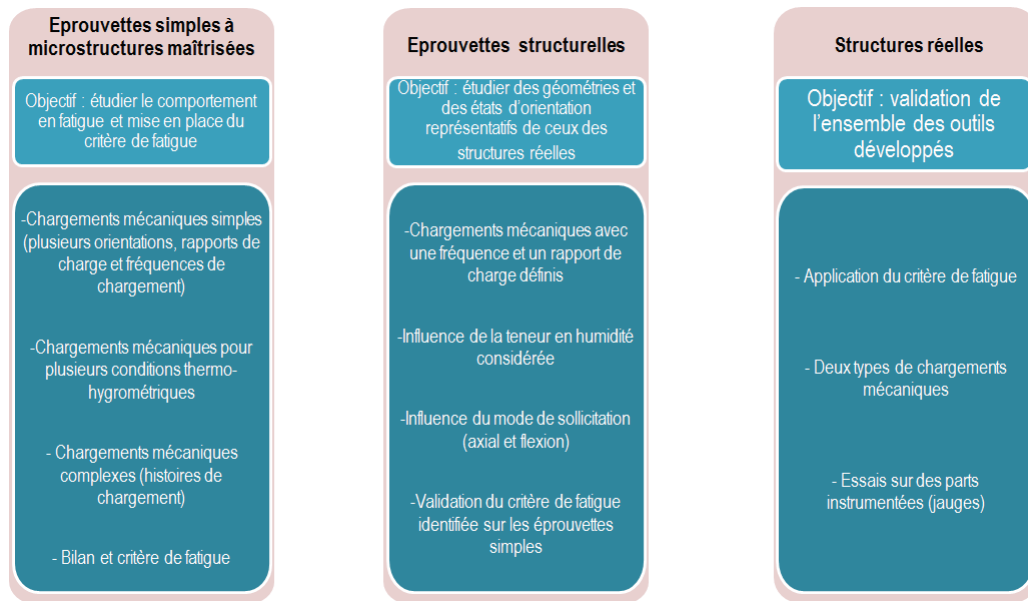 Eprouvettes simples à
microstructures maîtrisées
Objectif : étudier le comportement
en fatigue et mise en place du
critère de fatigue
-Chargements mécaniques simples
(plusieurs orientations, rapports de
charge et fréquences de
chargement)
-Chargements mécaniques pour
plusieurs conditions thermo-
hygrométriques
- Chargements mécaniques
complexes (histoires de
chargement)
- Bilan et critère de fatigue
Eprouvettes structurelles
Objectif : étudier des géométries et
des états d'orientation
représentatifs de ceux des
structures réelles
-Chargements mécaniques avec
une fréquence et un rapport de
charge définis
-Influence de la teneur en humidité
considérée
-Influence du mode de sollicitation
(axial et flexion)
-Validation du critère de fatigue
identifiée sur les éprouvettes
simples
Structures réelles
Objectif : validation de
l'ensemble des outils
développés
- Application du critère de fatigue
- Deux types de chargements
mécaniques
- Essais sur des parts
instrumentées (jauges)